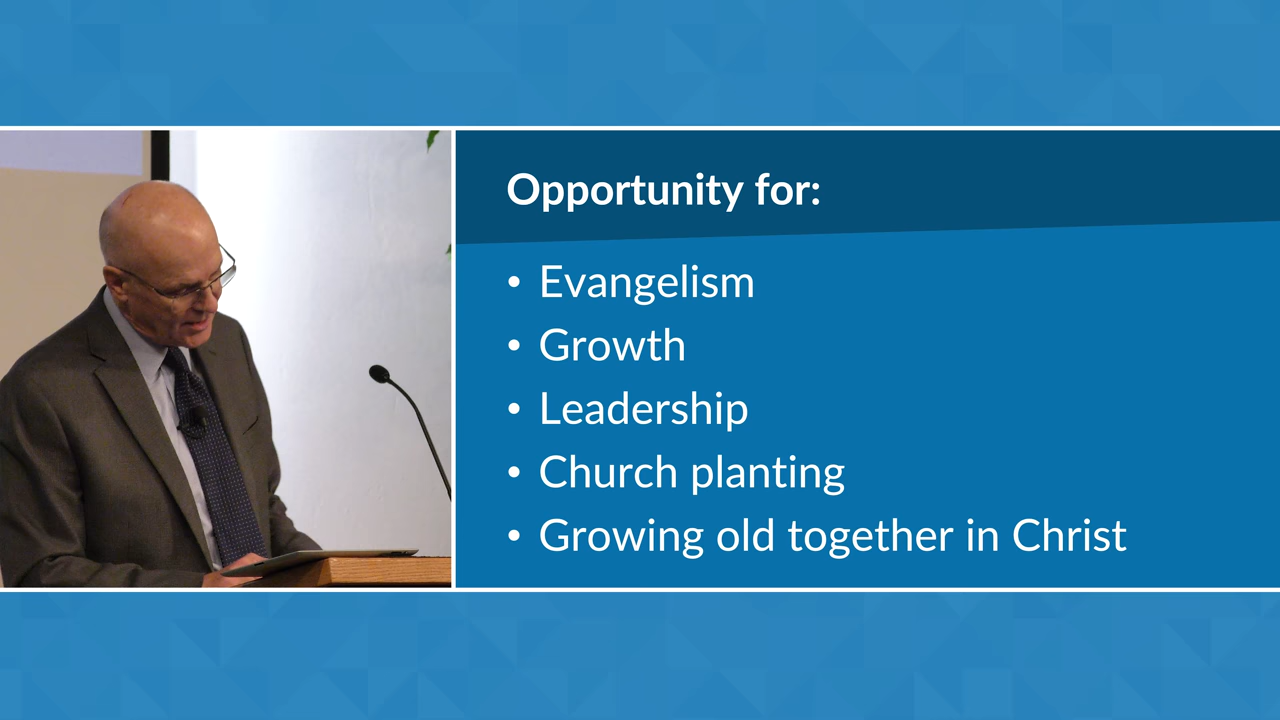 Opportunity for:
• Evangelism
• Growth
• Leadership
• Church planting
• Growing old together in Christ